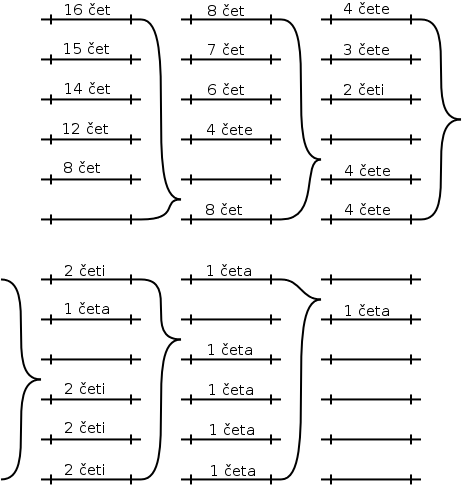 16 čet
8 čet
4 čete
15 čet
7 čet
3 čete
14 čet
6 čet
2 četi
12 čet
4 čete
8 čet
4 čete
8 čet
4 čete
2 četi
1 četa
1 četa
1 četa
1 četa
2 četi
1 četa
2 četi
1 četa
2 četi
1 četa